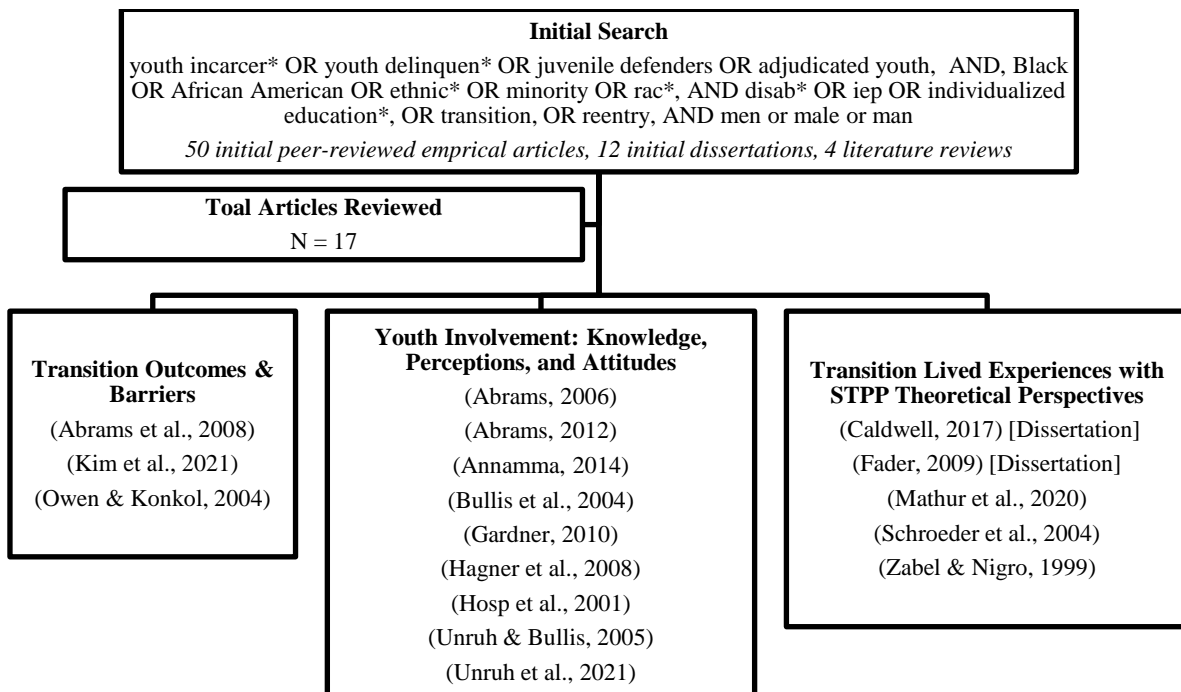 Initial Search
youth incarcer* OR youth delinquen* OR juvenile defenders OR adjudicated youth, AND, Black
OR African American OR ethnic* OR minority OR rac*, AND disab* OR iep OR individualized
education*, OR transition, OR reentry, AND men or male or man
50 initial peer-reviewed emprical articles, 12 initial dissertations, 4 literature reviews
Toal Articles Reviewed
N = 17
Transition Outcomes &
Barriers
(Abrams et al., 2008)
(Kim et al., 2021)
(Owen & Konkol, 2004)
Youth Involvement: Knowledge,
Perceptions, and Attitudes
(Abrams, 2006)
(Abrams, 2012)
(Annamma, 2014)
(Bullis et al., 2004)
(Gardner, 2010)
(Hagner et al., 2008)
(Hosp et al., 2001)
(Unruh & Bullis, 2005)
(Unruh et al., 2021)
Transition Lived Experiences with
STPP Theoretical Perspectives
(Caldwell, 2017) [Dissertation]
(Fader, 2009) [Dissertation]
(Mathur et al., 2020)
(Schroeder et al., 2004)
(Zabel & Nigro, 1999)